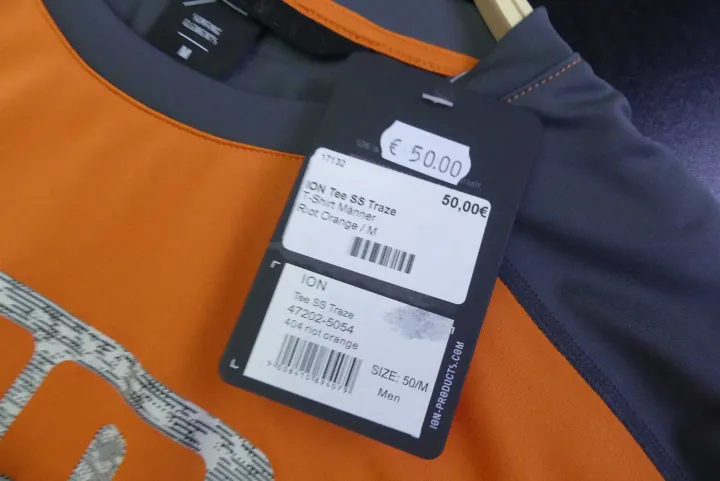 M
€ 50.00
17132
50,00€
ION Tee SS Traze
T-Shirt Männer
Riot Orange / M
ION
Tee SS Traze
47202-5054
404 riot orange
SIZE: 50/M
Men
ION-PRODUCTS.COM